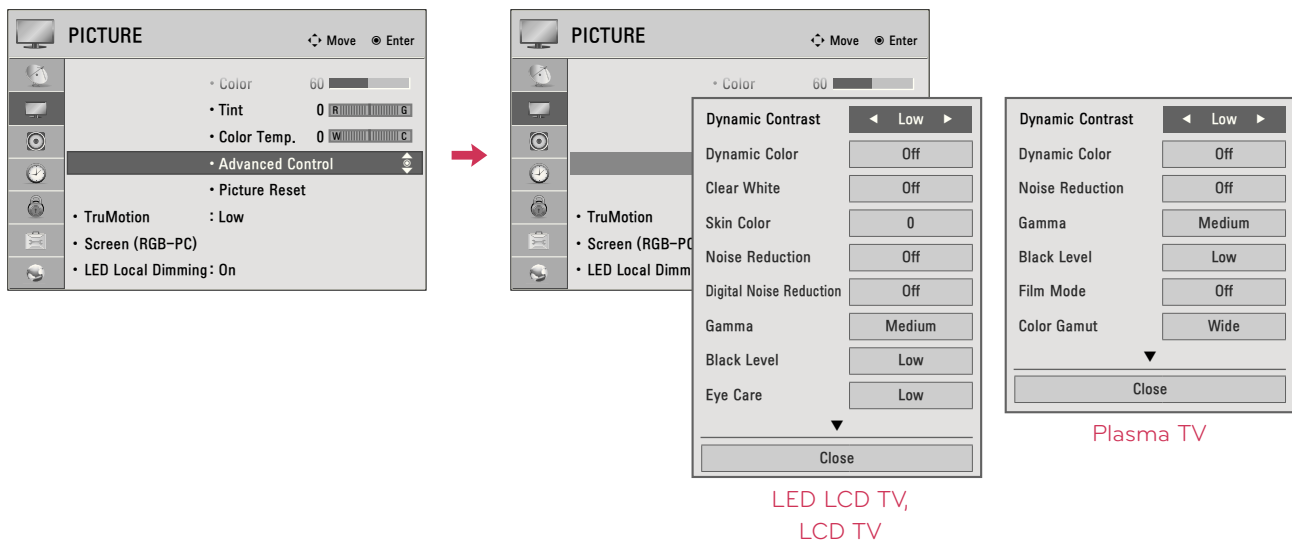 PICTURE
Move Enter
• Color 60
• Tint 0 R G
• Color Temp. 0 W C
• Advanced Control
• Picture Reset
• TruMotion : Low
• Screen (RGB-PC)
• LED Local Dimming : On
PICTURE
Move Enter
• Color 60
• TruMotion
• Screen (RGB-PC
• LED Local Dimm
Dynamic Contrast ◀ Low ▶
Dynamic Color Off
Clear White Off
Skin Color 0
Noise Reduction Off
Digital Noise Reduction Off
Gamma Medium
Black Level Low
Eye Care Low
▼
Close
LED LCD TV,
LCD TV
Dynamic Contrast ◀ Low ▶
Dynamic Color Off
Noise Reduction Off
Gamma Medium
Black Level Low
Film Mode Off
Color Gamut Wide
▼
Close
Plasma TV